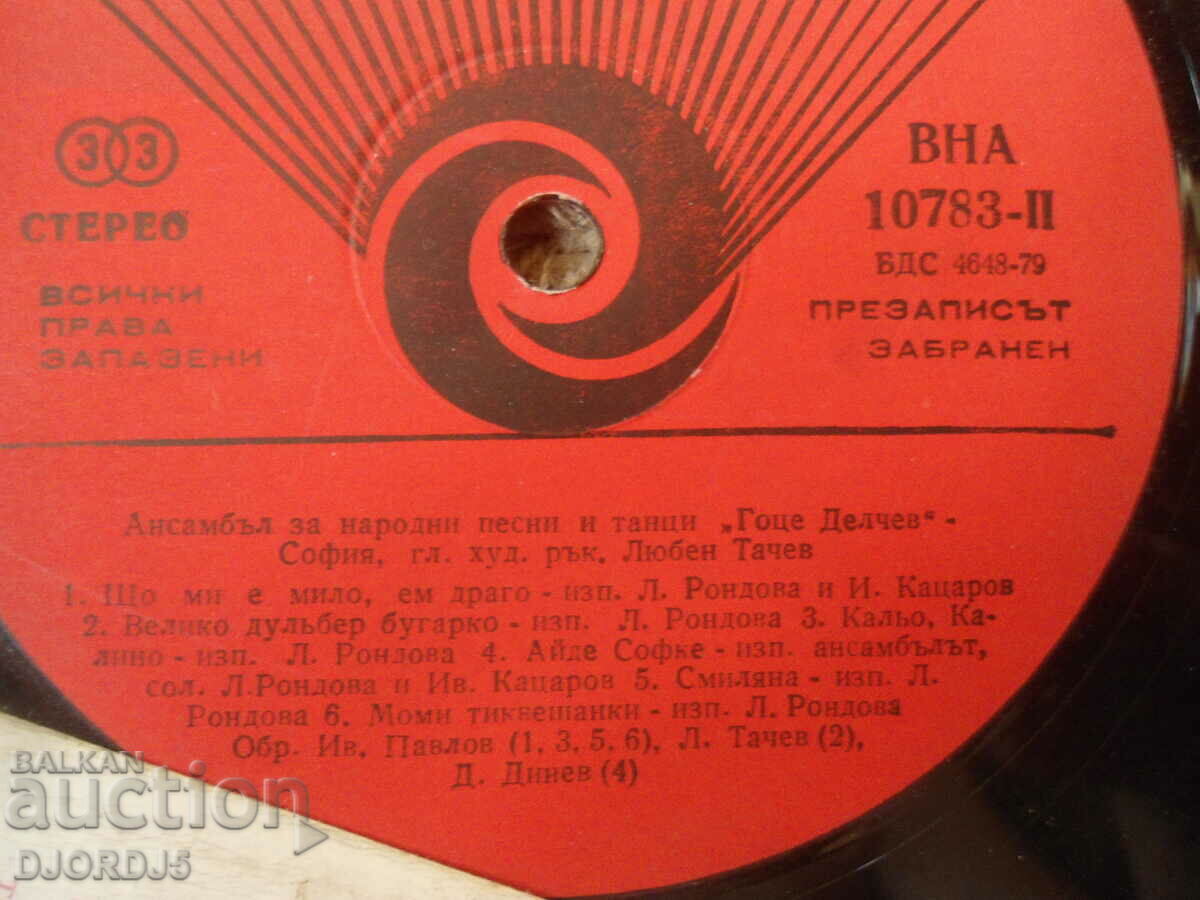 33
СТЕРЕО
ВСИЧКИ
ПРАВА
ЗАПАЗЕНИ
ВНА
10783-II
БДС 4648-79
ПРЕЗАПИСЪТ
ЗАБРАНЕН
Ансамбъл за народни песни и танци „Гоце Делчев“ -
София, гл. худ. рък. Любен Тачев
1. Що ми е мило, ем драго - изп. Л. Рондова и И. Кацаров
2. Велико дульбер бугарко - изп. Л. Рондова 3. Кальо, Ка-
лино - изп. Л. Рондова 4. Айде Софке - изп. ансамбълът,
сол. Л.Рондова и Ив. Кацаров 5. Смиляна - изп. Л.
Рондова 6. Моми тиквешанки - изп. Л. Рондова
Обр. Ив. Павлов (1, 3, 5, 6), Л. Тачев (2),
Д. Динев (4)
BALKAN
auction
DJORDJ5